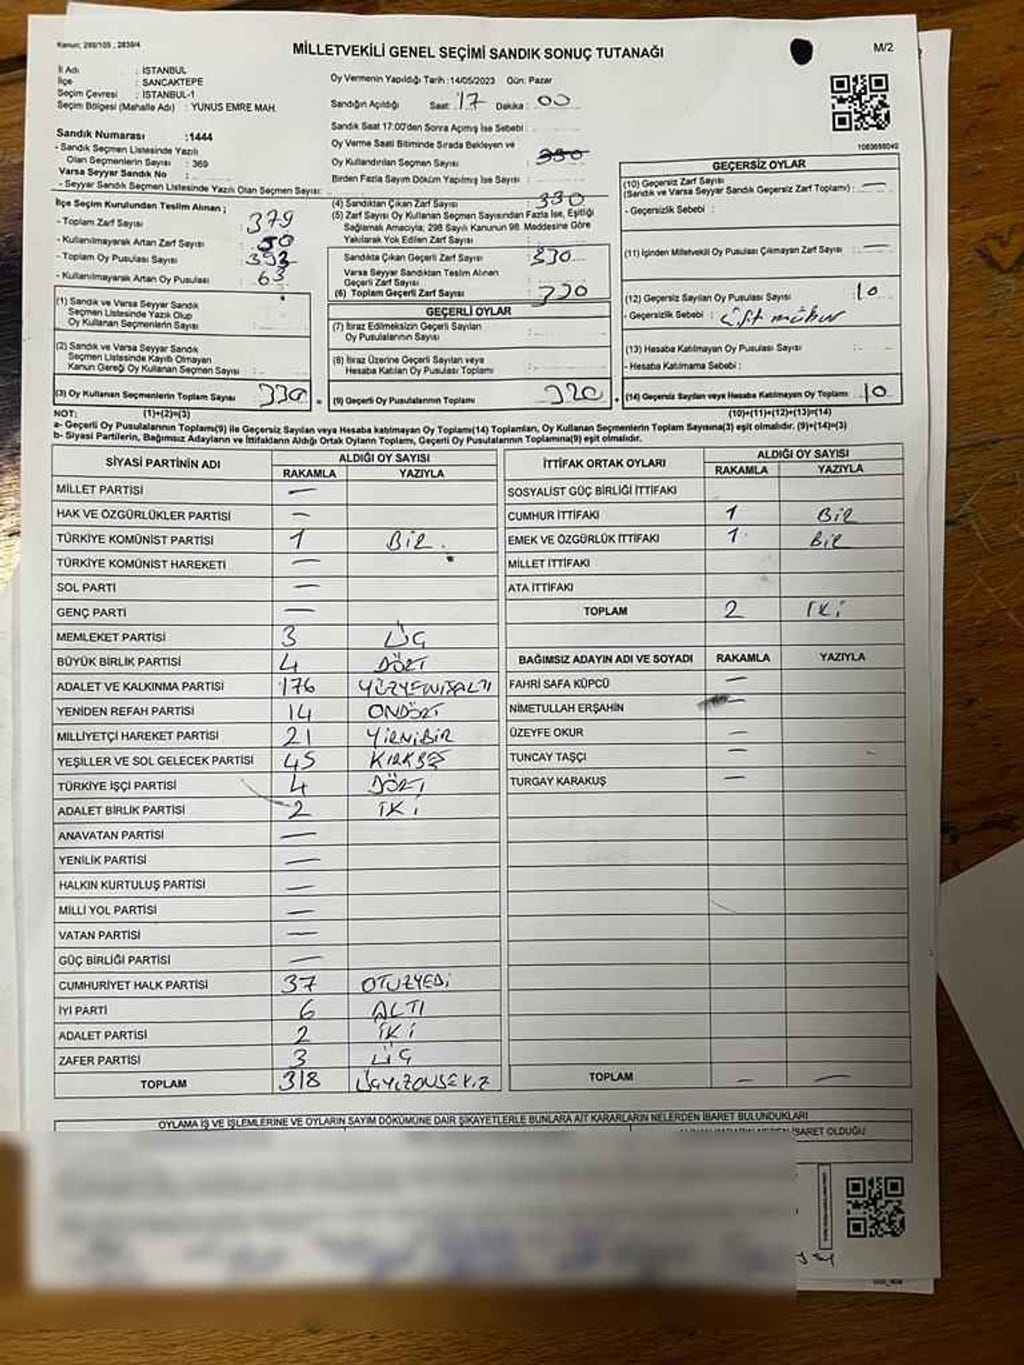 Kanun: 298/105 , 2839/4
MİLLETVEKİLİ GENEL SEÇİMİ SANDIK SONUÇ TUTANAĞI
M/2
İl Adı : İSTANBUL
İlçe : SANCAKTEPE
Seçim Çevresi : İSTANBUL-1
Seçim Bölgesi (Mahalle Adı) : YUNUS EMRE MAH.
Oy Vermenin Yapıldığı Tarih :14/05/2023 Gün: Pazar
Sandığın Açıldığı Saat: 17 Dakika : 00
Sandık Saat 17:00'den Sonra Açmış İse Sebebi :
Sandık Numarası :1444
- Sandık Seçmen Listesinde Yazılı
Olan Seçmenlerin Sayısı : 369
Varsa Seyyar Sandık No :
- Seyyar Sandık Seçmen Listesinde Yazılı Olan Seçmen Sayısı:
Oy Verme Saati Bitiminde Sırada Bekleyen ve
Oy Kullandırılan Seçmen Sayısı :
Birden Fazla Sayım Döküm Yapılmış İse Sayısı :
İlçe Seçim Kurulundan Teslim Alınan ;
- Toplam Zarf Sayısı : 379
- Kullanılmayarak Artan Zarf Sayısı : 50
- Toplam Oy Pusulası Sayısı : 393
- Kullanılmayarak Artan Oy Pusulası : 63
(4) Sandıktan Çıkan Zarf Sayısı : 330
(5) Zarf Sayısı Oy Kullanan Seçmen Sayısından Fazla İse, Eşitliği
Sağlamak Amacıyla; 298 Sayılı Kanunun 98. Maddesine Göre
Yakılarak Yok Edilen Zarf Sayısı :
Sandıkta Çıkan Geçerli Zarf Sayısı : 330
Varsa Seyyar Sandıktan Teslim Alınan
Geçerli Zarf Sayısı :
(6) Toplam Geçerli Zarf Sayısı : 330
1083698040
GEÇERSİZ OYLAR
(10) Geçersiz Zarf Sayısı
(Sandık ve Varsa Seyyar Sandık Geçersiz Zarf Toplamı) : —
- Geçersizlik Sebebi :
(11) İçinden Milletvekili Oy Pusulası Çıkmayan Zarf Sayısı : —
(12) Geçersiz Sayılan Oy Pusulası Sayısı : 10
- Geçersizlik Sebebi : Çift mühür
(13) Hesaba Katılmayan Oy Pusulası Sayısı :
- Hesaba Katılmama Sebebi :
(14) Geçersiz Sayılan veya Hesaba Katılmayan Oy Toplamı : 10
(10)+(11)+(12)+(13)=(14)
(1) Sandık ve Varsa Seyyar Sandık
Seçmen Listesinde Yazılı Olup
Oy Kullanan Seçmenlerin Sayısı :
(2) Sandık ve Varsa Seyyar Sandık
Seçmen Listesinde Kayıtlı Olmayan
Kanun Gereği Oy Kullanan Seçmen Sayısı :
(3) Oy Kullanan Seçmenlerin Toplam Sayısı : 330
GEÇERLİ OYLAR
(7) İtiraz Edilmeksizin Geçerli Sayılan
Oy Pusulalarının Sayısı :
(8) İtiraz Üzerine Geçerli Sayılan veya
Hesaba Katılan Oy Pusulası Toplamı :
(9) Geçerli Oy Pusulalarının Toplamı : 320
NOT: (1)+(2)=(3)
a- Geçerli Oy Pusulalarının Toplamı(9) ile Geçersiz Sayılan veya Hesaba katılmayan Oy Toplamı(14) Toplamları, Oy Kullanan Seçmenlerin Toplam Sayısına(3) eşit olmalıdır. (9)+(14)=(3)
b- Siyasi Partilerin, Bağımsız Adayların ve İttifakların Aldığı Ortak Oyların Toplamı, Geçerli Oy Pusulalarının Toplamına(9) eşit olmalıdır.
SİYASİ PARTİNİN ADI ALDIĞI OY SAYISI
RAKAMLA YAZIYLA
MİLLET PARTİSİ —
HAK VE ÖZGÜRLÜKLER PARTİSİ —
TÜRKİYE KOMÜNİST PARTİSİ 1 BİR.
TÜRKİYE KOMÜNİST HAREKETİ —
SOL PARTİ —
GENÇ PARTİ —
MEMLEKET PARTİSİ 3 ÜÇ
BÜYÜK BİRLİK PARTİSİ 4 DÖRT
ADALET VE KALKINMA PARTİSİ 176 YÜZYETMİŞALTI
YENİDEN REFAH PARTİSİ 14 ONDÖRT
MİLLİYETÇİ HAREKET PARTİSİ 21 YİRMİBİR
YEŞİLLER VE SOL GELECEK PARTİSİ 45 KIRKBEŞ
TÜRKİYE İŞÇİ PARTİSİ 4 DÖRT
ADALET BİRLİK PARTİSİ 2 İKİ
ANAVATAN PARTİSİ —
YENİLİK PARTİSİ —
HALKIN KURTULUŞ PARTİSİ —
MİLLİ YOL PARTİSİ —
VATAN PARTİSİ —
GÜÇ BİRLİĞİ PARTİSİ —
CUMHURİYET HALK PARTİSİ 37 OTUZYEDİ
İYİ PARTİ 6 ALTI
ADALET PARTİSİ 2 İKİ
ZAFER PARTİSİ 3 ÜÇ
TOPLAM 318 ÜÇYÜZONSEKİZ
İTTİFAK ORTAK OYLARI ALDIĞI OY SAYISI
RAKAMLA YAZIYLA
SOSYALİST GÜÇ BİRLİĞİ İTTİFAKI
CUMHUR İTTİFAKI 1 BİR
EMEK VE ÖZGÜRLÜK İTTİFAKI 1 BİR
MİLLET İTTİFAKI
ATA İTTİFAKI
TOPLAM 2 İKİ
BAĞIMSIZ ADAYIN ADI VE SOYADI RAKAMLA YAZIYLA
FAHRİ SAFA KÜPCÜ —
NİMETULLAH ERŞAHİN —
ÜZEYFE OKUR —
TUNCAY TAŞÇI —
TURGAY KARAKUŞ —
TOPLAM — —
OYLAMA İŞ VE İŞLEMLERİNE VE OYLARIN SAYIM DÖKÜMÜNE DAİR ŞİKAYETLERLE BUNLARA AİT KARARLARIN NELERDEN İBARET BULUNDUKLARI
İBARET OLDUĞU